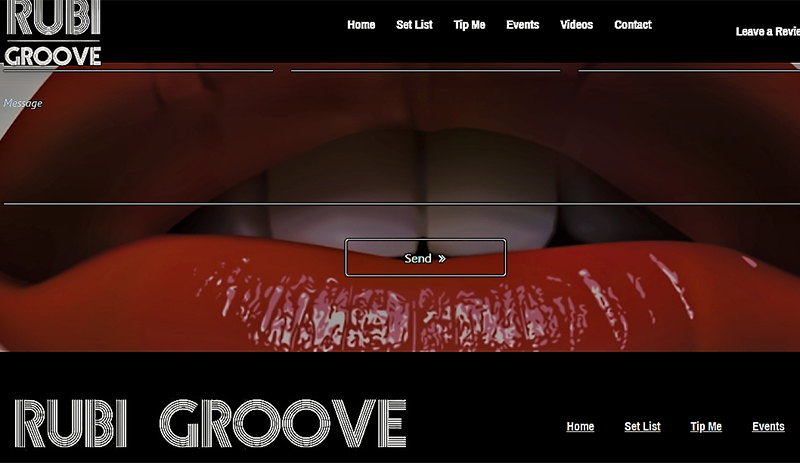 RUBI
GROOVE
Home Set List Tip Me Events Videos Contact
Leave a Revie
Message
Send »
RUBI GROOVE
Home Set List Tip Me Events